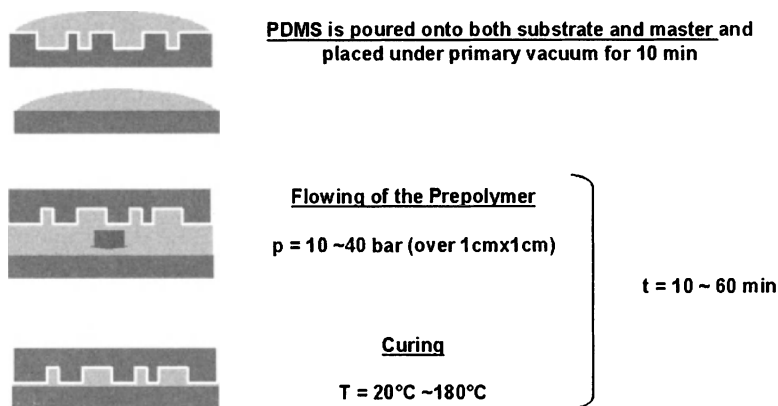 PDMS is poured onto both substrate and master and
placed under primary vacuum for 10 min
Flowing of the Prepolymer
p = 10 ~40 bar (over 1cmx1cm)
t = 10 ~ 60 min
Curing
T = 20°C ~180°C